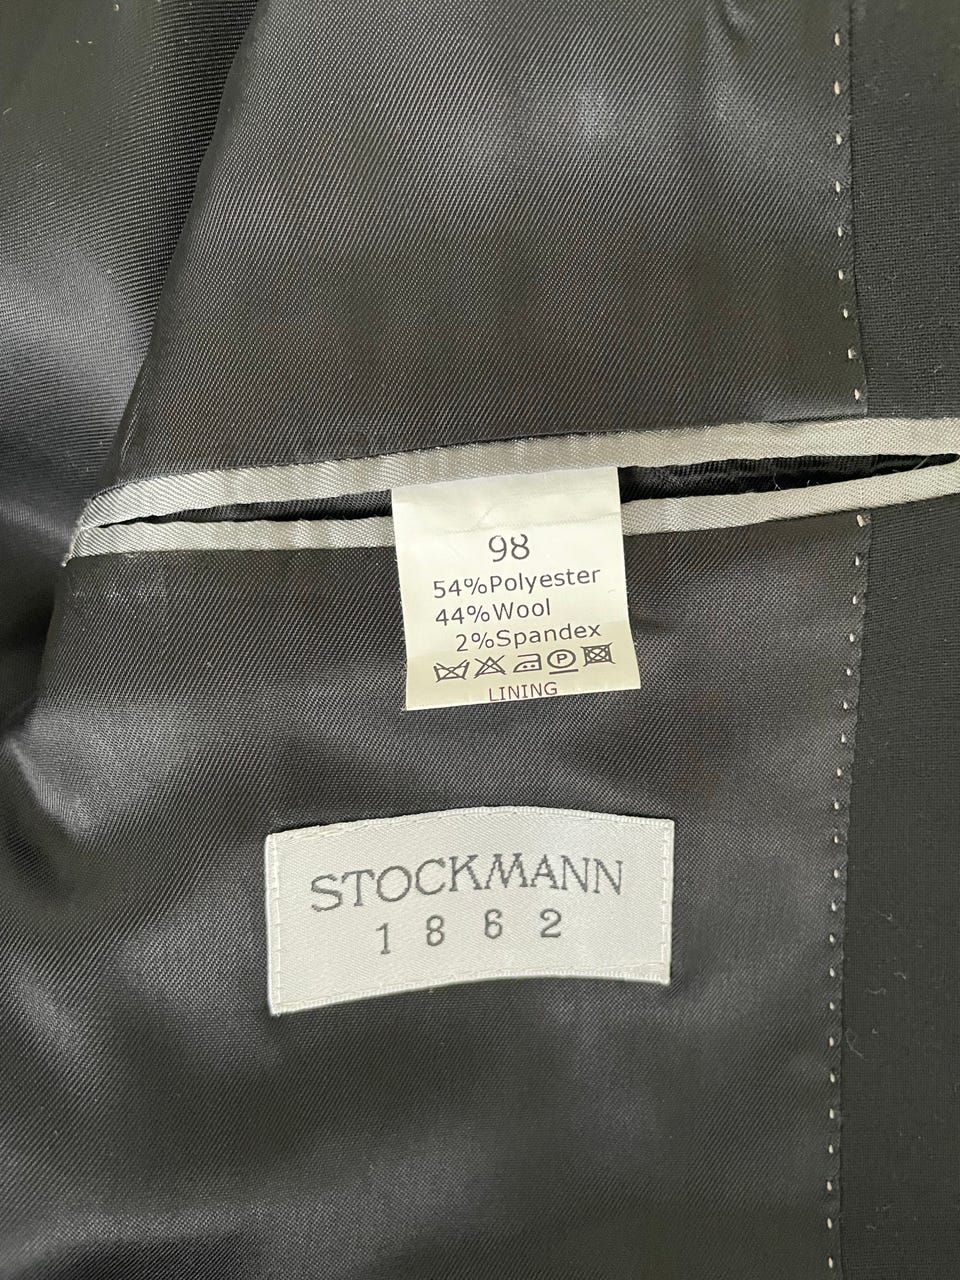 98
54%Polyester
44%Wool
2%Spandex
P
LINING
STOCKMANN
1862